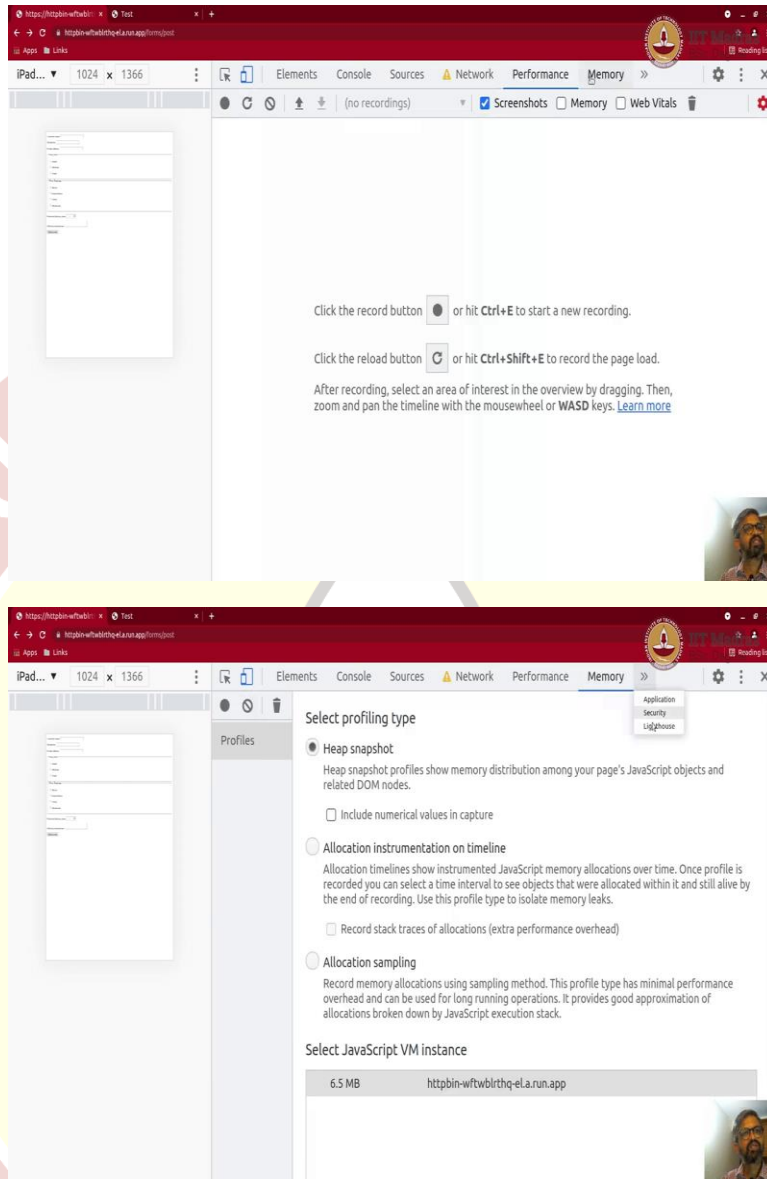 https://httpbin-wftwblrt x Test x +
httpbin-wftwblrthq-el.a.run.app/forms/post
IIT Madras
Apps Links Reading list
iPad... ▼ 1024 x 1366 Elements Console Sources Network Performance Memory »
(no recordings) Screenshots Memory Web Vitals
Click the record button or hit Ctrl+E to start a new recording.
Click the reload button or hit Ctrl+Shift+E to record the page load.
After recording, select an area of interest in the overview by dragging. Then,
zoom and pan the timeline with the mousewheel or WASD keys. Learn more
https://httpbin-wftwblrt x Test x +
httpbin-wftwblrthq-el.a.run.app/forms/post
IIT Madras
Apps Links Reading list
iPad... ▼ 1024 x 1366 Elements Console Sources Network Performance Memory »
Application
Security
Lighthouse
Profiles
Select profiling type
Heap snapshot
Heap snapshot profiles show memory distribution among your page's JavaScript objects and
related DOM nodes.
Include numerical values in capture
Allocation instrumentation on timeline
Allocation timelines show instrumented JavaScript memory allocations over time. Once profile is
recorded you can select a time interval to see objects that were allocated within it and still alive by
the end of recording. Use this profile type to isolate memory leaks.
Record stack traces of allocations (extra performance overhead)
Allocation sampling
Record memory allocations using sampling method. This profile type has minimal performance
overhead and can be used for long running operations. It provides good approximation of
allocations broken down by JavaScript execution stack.
Select JavaScript VM instance
6.5 MB httpbin-wftwblrthq-el.a.run.app